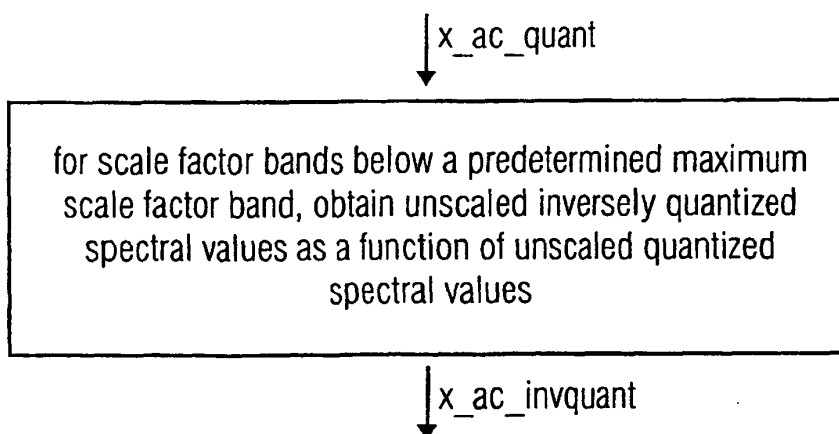 x_ac_quant
for scale factor bands below a predetermined maximum
scale factor band, obtain unscaled inversely quantized
spectral values as a function of unscaled quantized
spectral values
x_ac_invquant